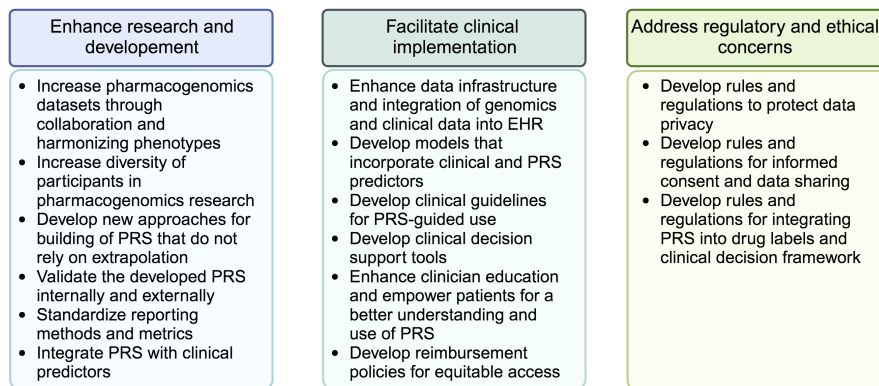 Enhance research and
developement
• Increase pharmacogenomics
datasets through
collaboration and
harmonizing phenotypes
• Increase diversity of
participants in
pharmacogenomics research
• Develop new approaches for
building of PRS that do not
rely on extrapolation
• Validate the developed PRS
internally and externally
• Standardize reporting
methods and metrics
• Integrate PRS with clinical
predictors
Facilitate clinical
implementation
• Enhance data infrastructure
and integration of genomics
and clinical data into EHR
• Develop models that
incorporate clinical and PRS
predictors
• Develop clinical guidelines
for PRS-guided use
• Develop clinical decision
support tools
• Enhance clinician education
and empower patients for a
better understanding and
use of PRS
• Develop reimbursement
policies for equitable access
Address regulatory and ethical
concerns
• Develop rules and
regulations to protect data
privacy
• Develop rules and
regulations for informed
consent and data sharing
• Develop rules and
regulations for integrating
PRS into drug labels and
clinical decision framework